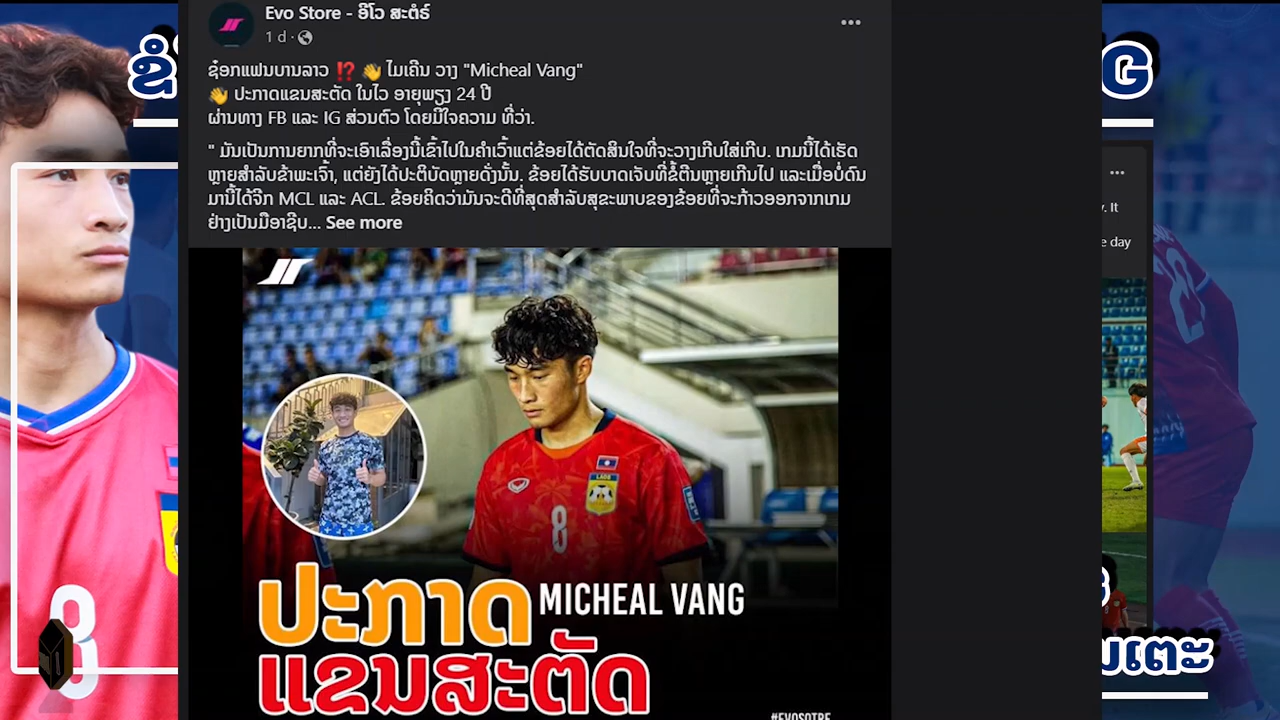 Evo Store - ອີໂວ ສະຕໍຣ໌
1 d
ຊ໋ອກແຟນບານລາວ ⁉️ 👋 ໄມເຄີນ ວາງ "Micheal Vang"
👋 ປະກາດແຂນສະຕັດ ໃນໄວ ອາຍຸພຽງ 24 ປີ
ຜ່ານທາງ FB ແລະ IG ສ່ວນຕົວ ໂດຍມີໃຈຄວາມ ທີ່ວ່າ.
" ມັນເປັນການຍາກທີ່ຈະເອົາເລື່ອງນີ້ເຂົ້າໄປໃນຄຳເວົ້າແຕ່ຂ້ອຍໄດ້ຕັດສິນໃຈທີ່ຈະວາງເກີບໃສ່ເກີບ. ເກມນີ້ໄດ້ເຮັດ
ຫຼາຍສຳລັບຂ້າພະເຈົ້າ, ແຕ່ຍັງໄດ້ປະຕິບັດຫຼາຍດັ່ງນັ້ນ. ຂ້ອຍໄດ້ຮັບບາດເຈັບທີ່ຂໍ້ຕີນຫຼາຍເກີນໄປ ແລະເມື່ອບໍ່ດົນ
ມານີ້ໄດ້ຈີກ MCL ແລະ ACL. ຂ້ອຍຄິດວ່າມັນຈະດີທີ່ສຸດສຳລັບສຸຂະພາບຂອງຂ້ອຍທີ່ຈະກ້າວອອກຈາກເກມ
ຢ່າງເປັນມືອາຊີບ... See more
LAOS
8
ປະກາດ
MICHEAL VANG
ແຂນສະຕັດ
8
G
It
day